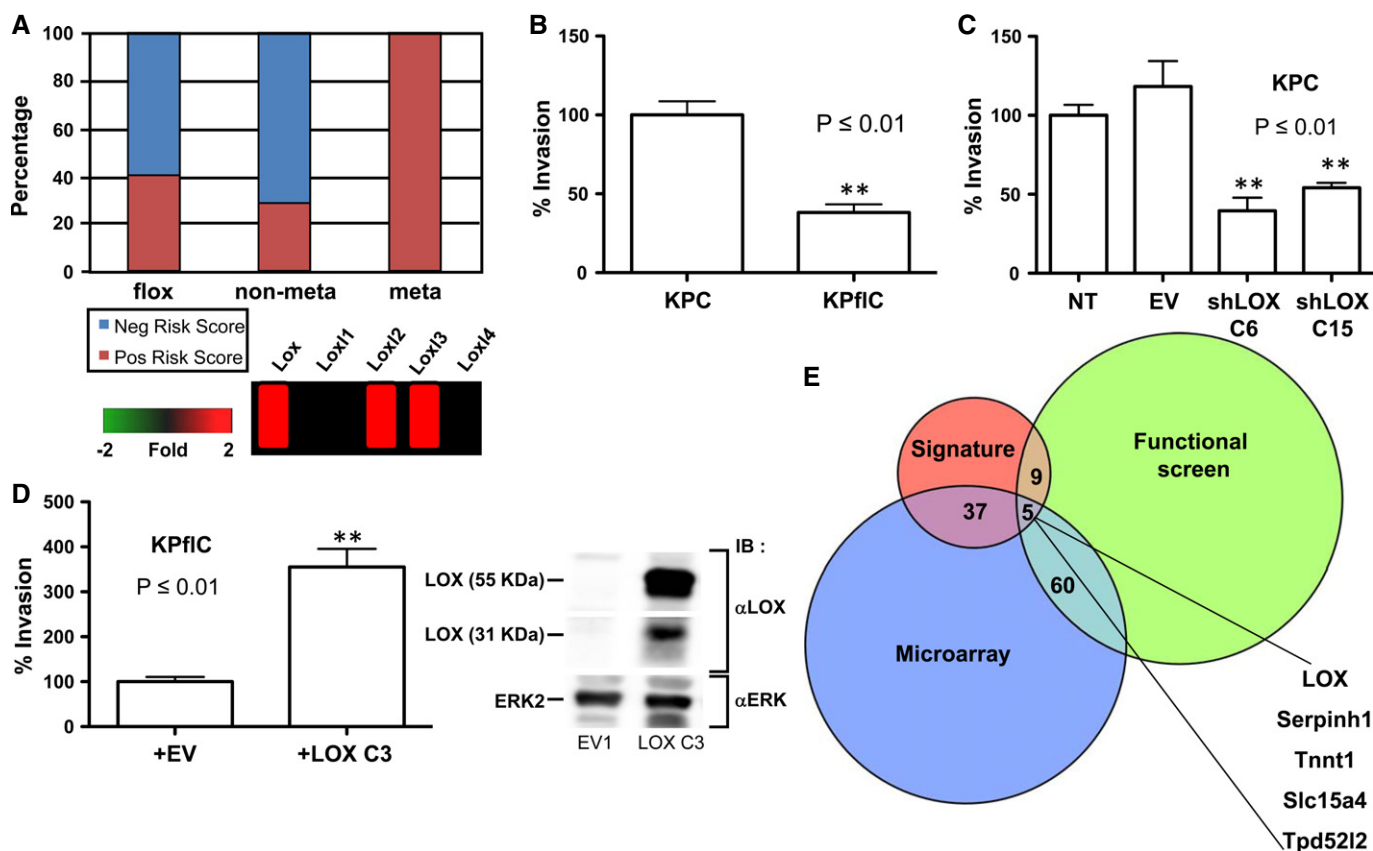 A
100
80
60
40
20
0
Percentage
flox non-meta meta
Neg Risk Score
Pos Risk Score
Lox Loxl1 Loxl2 Loxl3 Loxl4
-2 Fold 2
B
150
100
50
0
% Invasion
P ≤ 0.01
**
KPC KPflC
C
150
100
50
0
% Invasion
KPC
P ≤ 0.01
** **
NT EV shLOX C6 shLOX C15
D
500
400
300
200
100
0
% Invasion
KPflC
P ≤ 0.01
**
+EV +LOX C3
IB :
LOX (55 KDa)
αLOX
LOX (31 KDa)
ERK2
αERK
EV1 LOX C3
E
Signature
Functional
screen
9
37
5
60
Microarray
LOX
Serpinh1
Tnnt1
Slc15a4
Tpd52l2